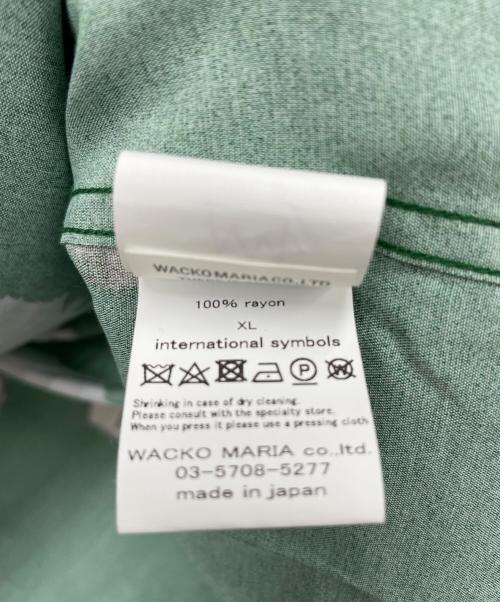 WACKO MARIA CO., LTD
100% rayon
XL
international symbols
Shrinking in case of dry cleaning.
Please consult with the specialty store.
When you press it please use a pressing cloth
WACKO MARIA co.,ltd.
03-5708-5277
made in japan